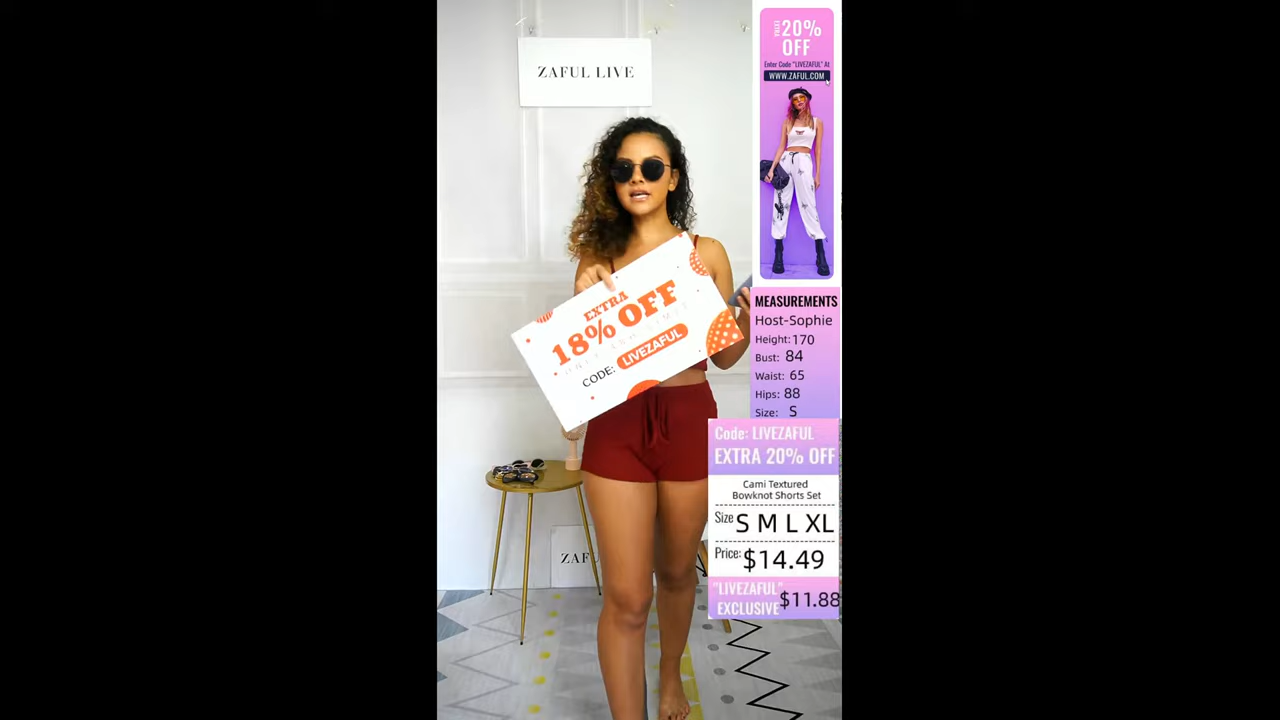 ZAFUL LIVE
EXTRA
18% OFF
CODE: LIVEZAFUL
ZAF
20%
OFF
Enter Code "LIVEZAFUL" At
WWW.ZAFUL.COM
MEASUREMENTS
Host-Sophie
Height: 170
Bust: 84
Waist: 65
Hips: 88
Size: S
Code: LIVEZAFUL
EXTRA 20% OFF
Cami Textured
Bowknot Shorts Set
Size S M L XL
Price: $14.49
"LIVEZAFUL"
EXCLUSIVE $11.88